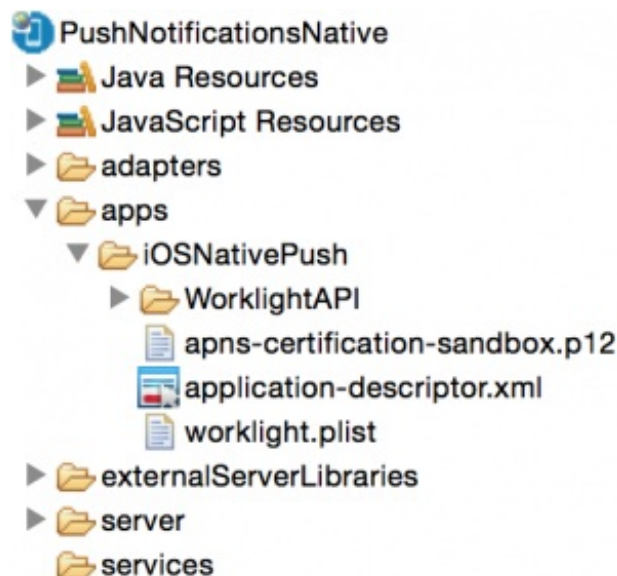 PushNotificationsNative
Java Resources
JavaScript Resources
adapters
apps
iOSNativePush
WorklightAPI
apns-certification-sandbox.p12
application-descriptor.xml
worklight.plist
externalServerLibraries
server
services